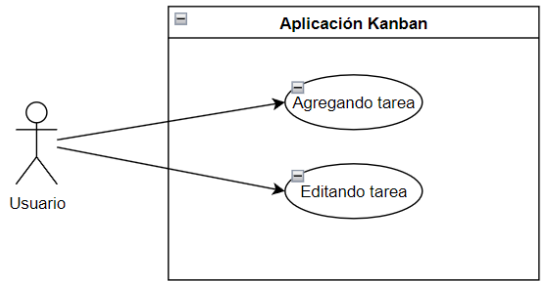 Aplicación Kanban
Agregando tarea
Editando tarea
Usuario